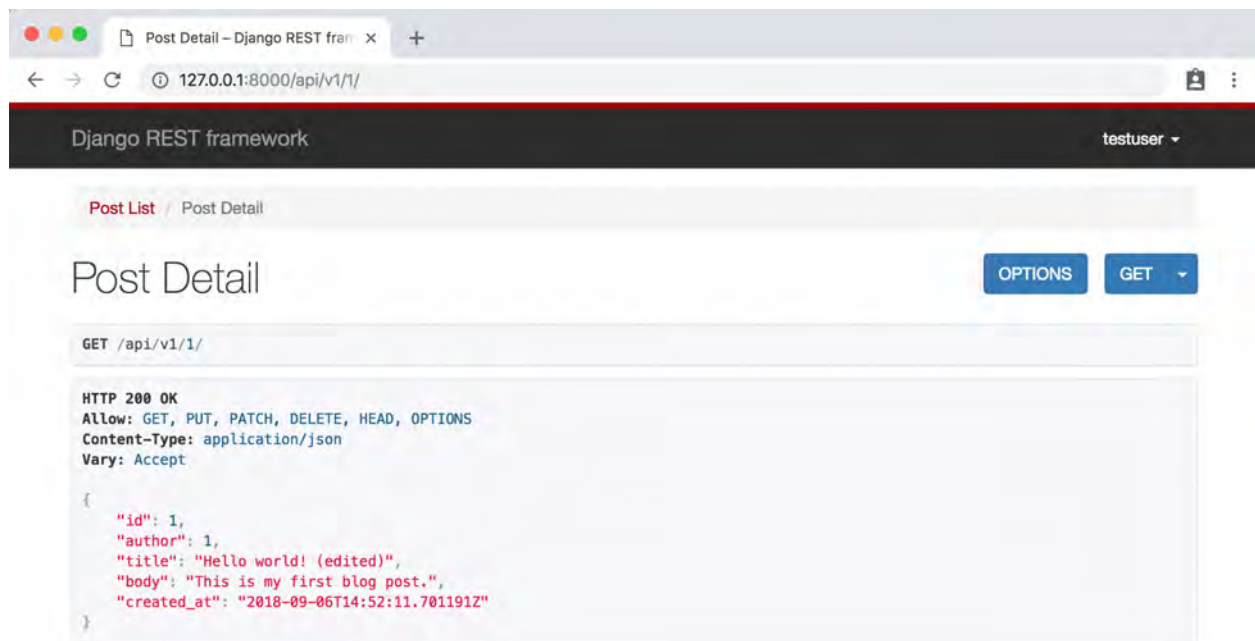 Post Detail – Django REST fran
127.0.0.1:8000/api/v1/1/
Django REST framework
testuser
Post List / Post Detail
Post Detail
OPTIONS
GET
GET /api/v1/1/
HTTP 200 OK
Allow: GET, PUT, PATCH, DELETE, HEAD, OPTIONS
Content-Type: application/json
Vary: Accept
{
    "id": 1,
    "author": 1,
    "title": "Hello world! (edited)",
    "body": "This is my first blog post.",
    "created_at": "2018-09-06T14:52:11.701191Z"
}